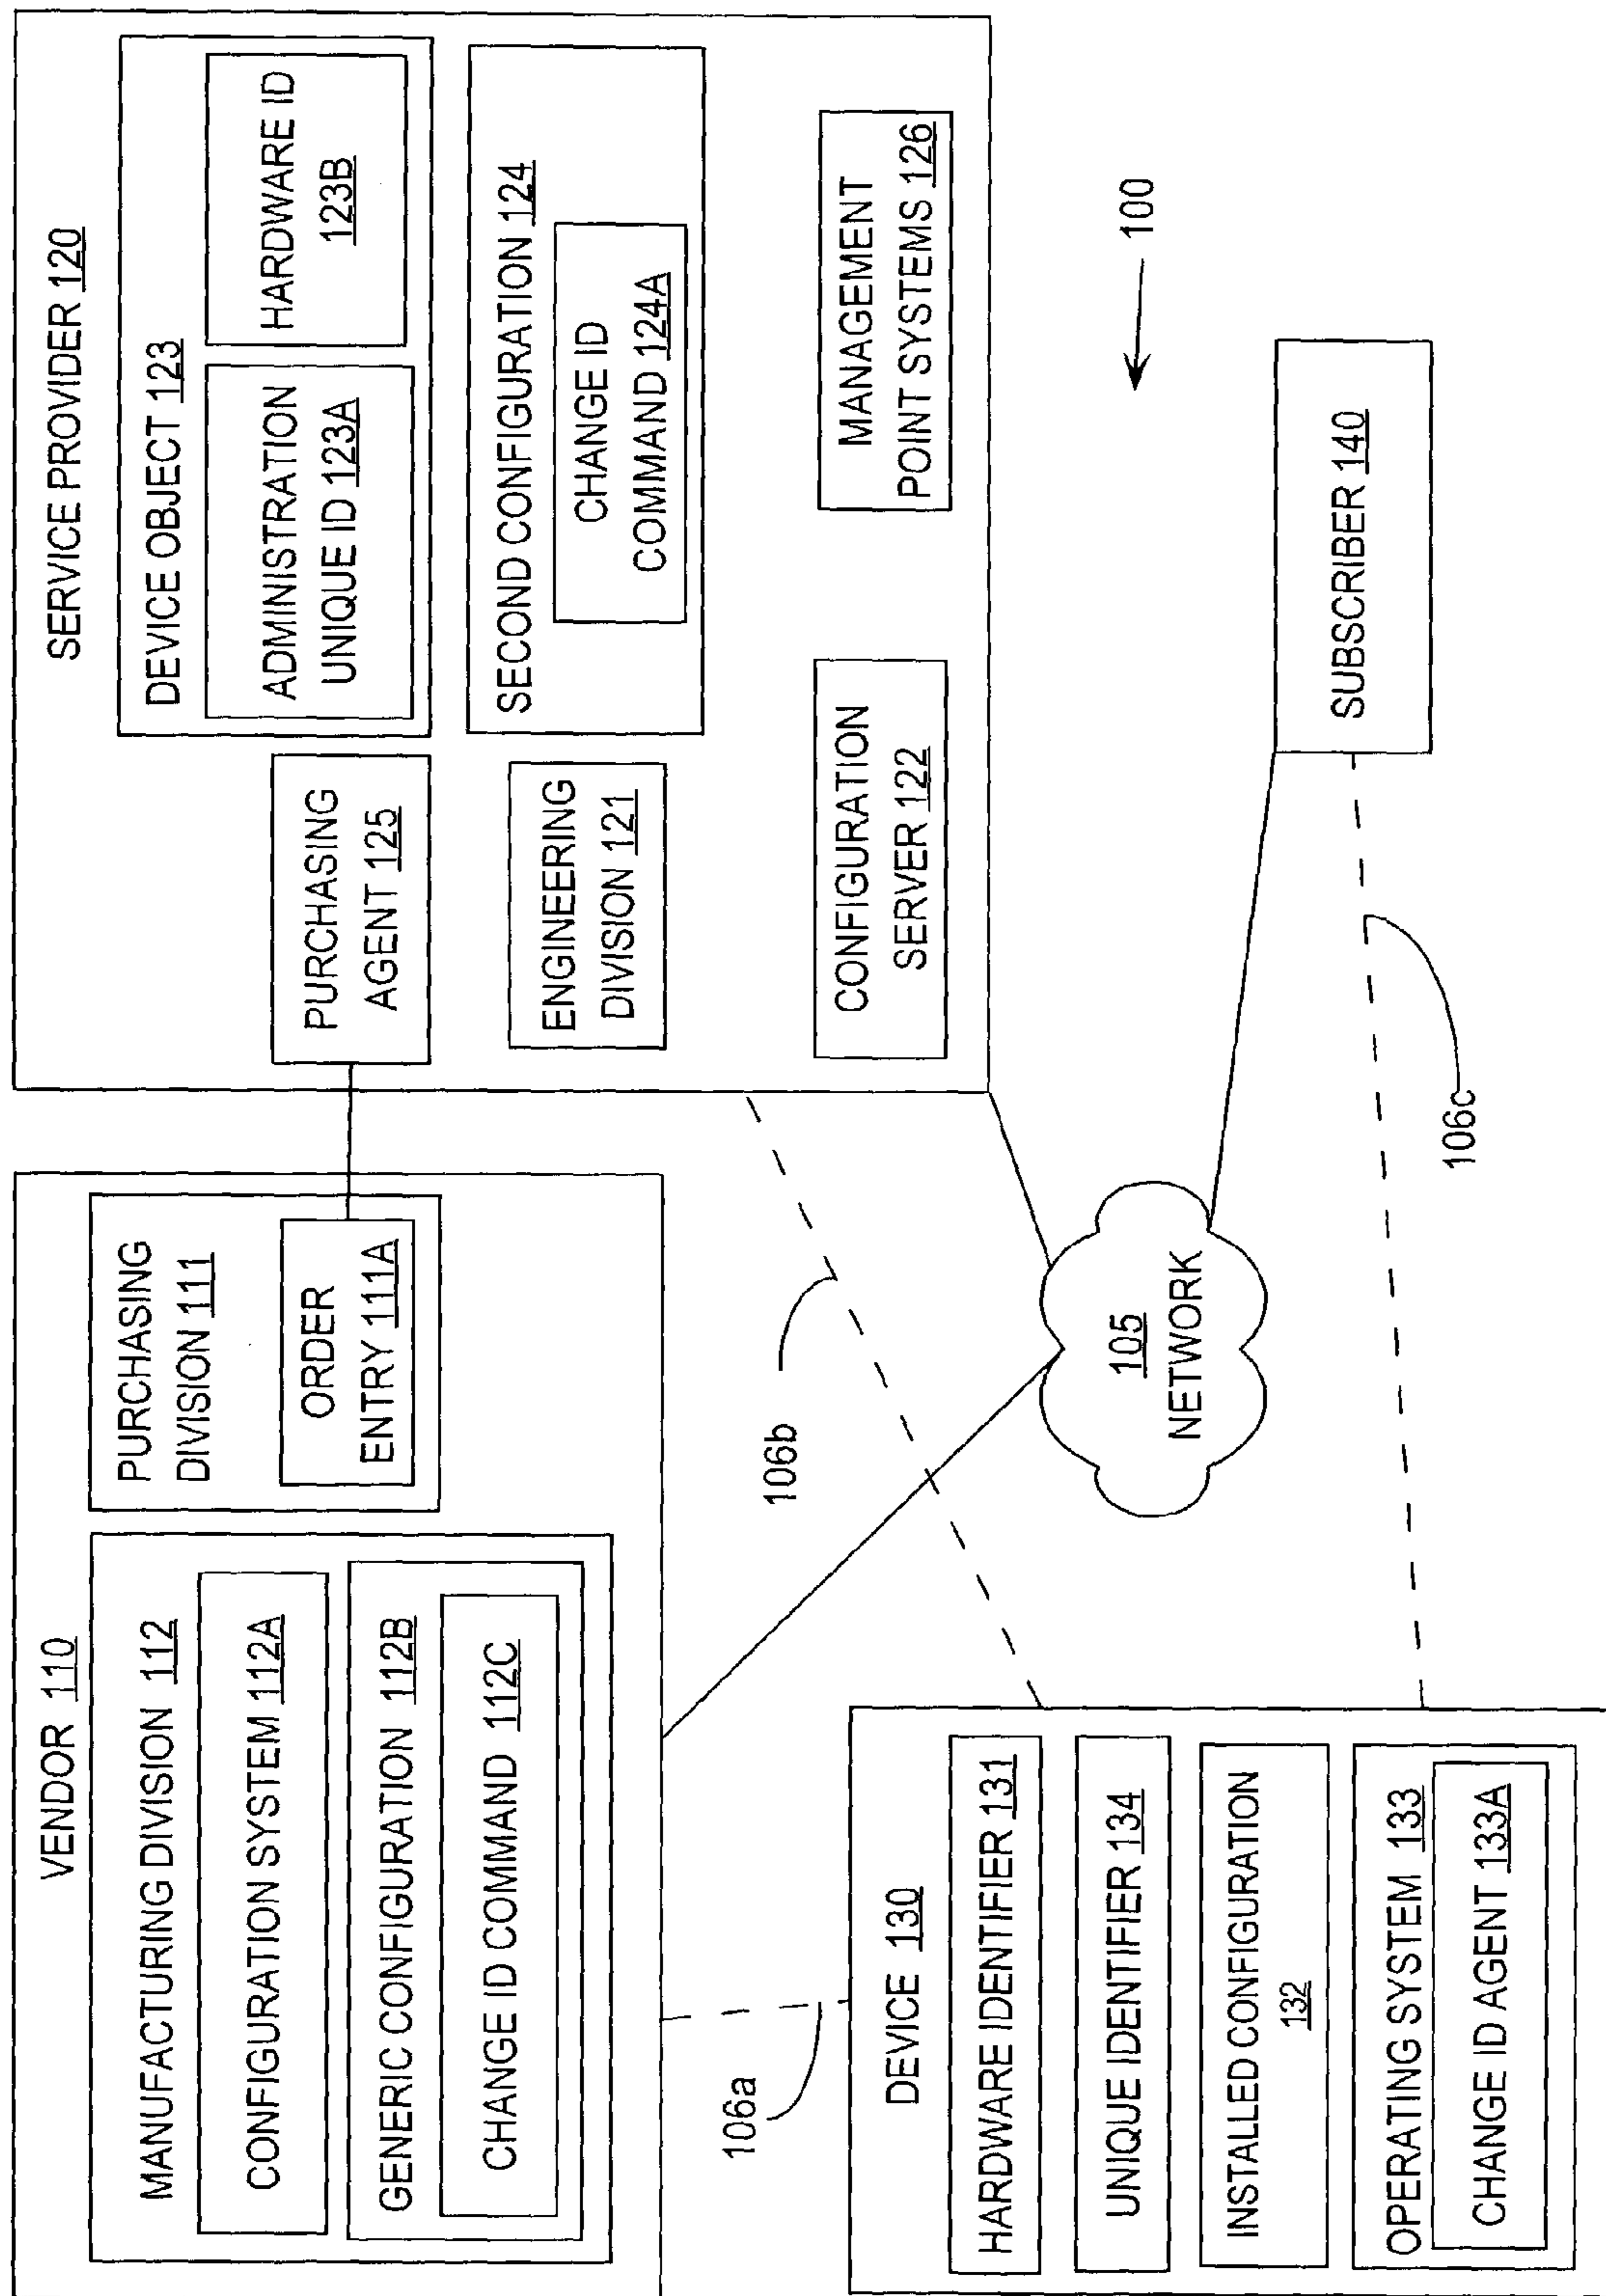 VENDOR 110
MANUFACTURING DIVISION 112
CONFIGURATION SYSTEM 112A
GENERIC CONFIGURATION 112B
CHANGE ID COMMAND 112C
PURCHASING
DIVISION 111
ORDER
ENTRY 111A
SERVICE PROVIDER 120
PURCHASING
AGENT 125
ENGINEERING
DIVISION 121
CONFIGURATION
SERVER 122
DEVICE OBJECT 123
ADMINISTRATION
UNIQUE ID 123A
HARDWARE ID
123B
SECOND CONFIGURATION 124
CHANGE ID
COMMAND 124A
MANAGEMENT
POINT SYSTEMS 126
106a
106b
106c
105
NETWORK
100
DEVICE 130
HARDWARE IDENTIFIER 131
UNIQUE IDENTIFIER 134
INSTALLED CONFIGURATION
132
OPERATING SYSTEM 133
CHANGE ID AGENT 133A
SUBSCRIBER 140